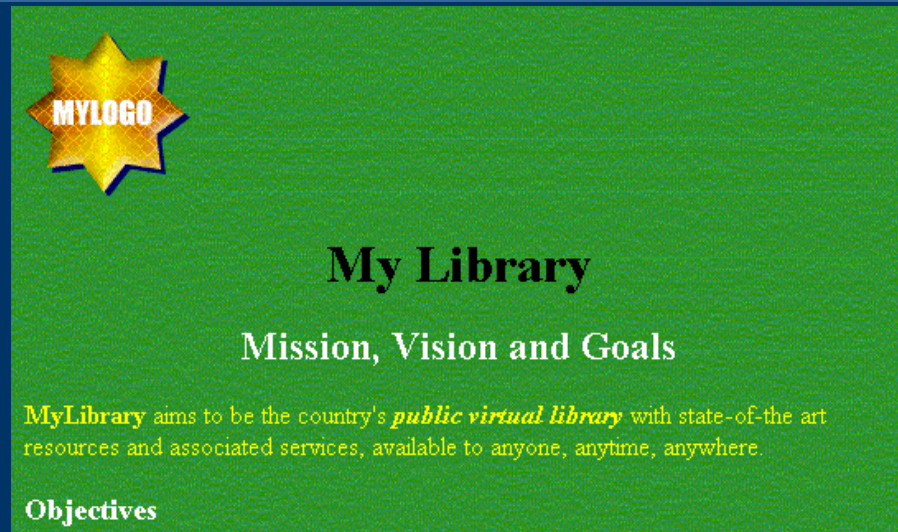 MYLOGO
My Library
Mission, Vision and Goals
MyLibrary aims to be the country's public virtual library with state-of-the art
resources and associated services, available to anyone, anytime, anywhere.
Objectives